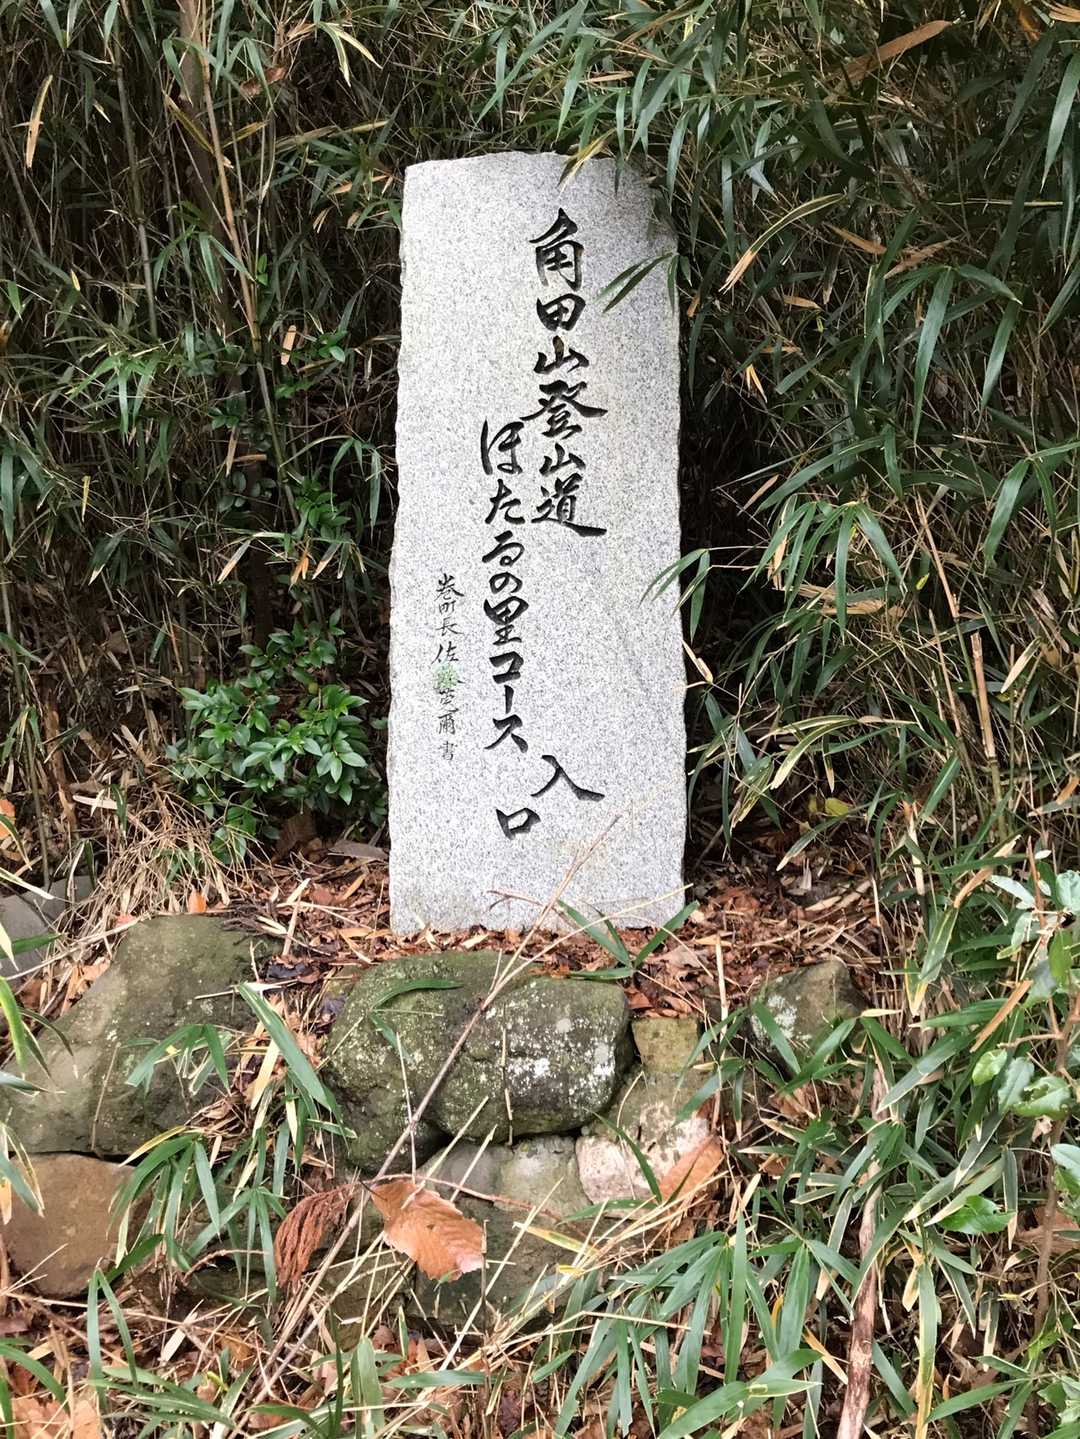 角田山登山道
ほたるの里コース
入口
巻町長 佐藤莞爾書